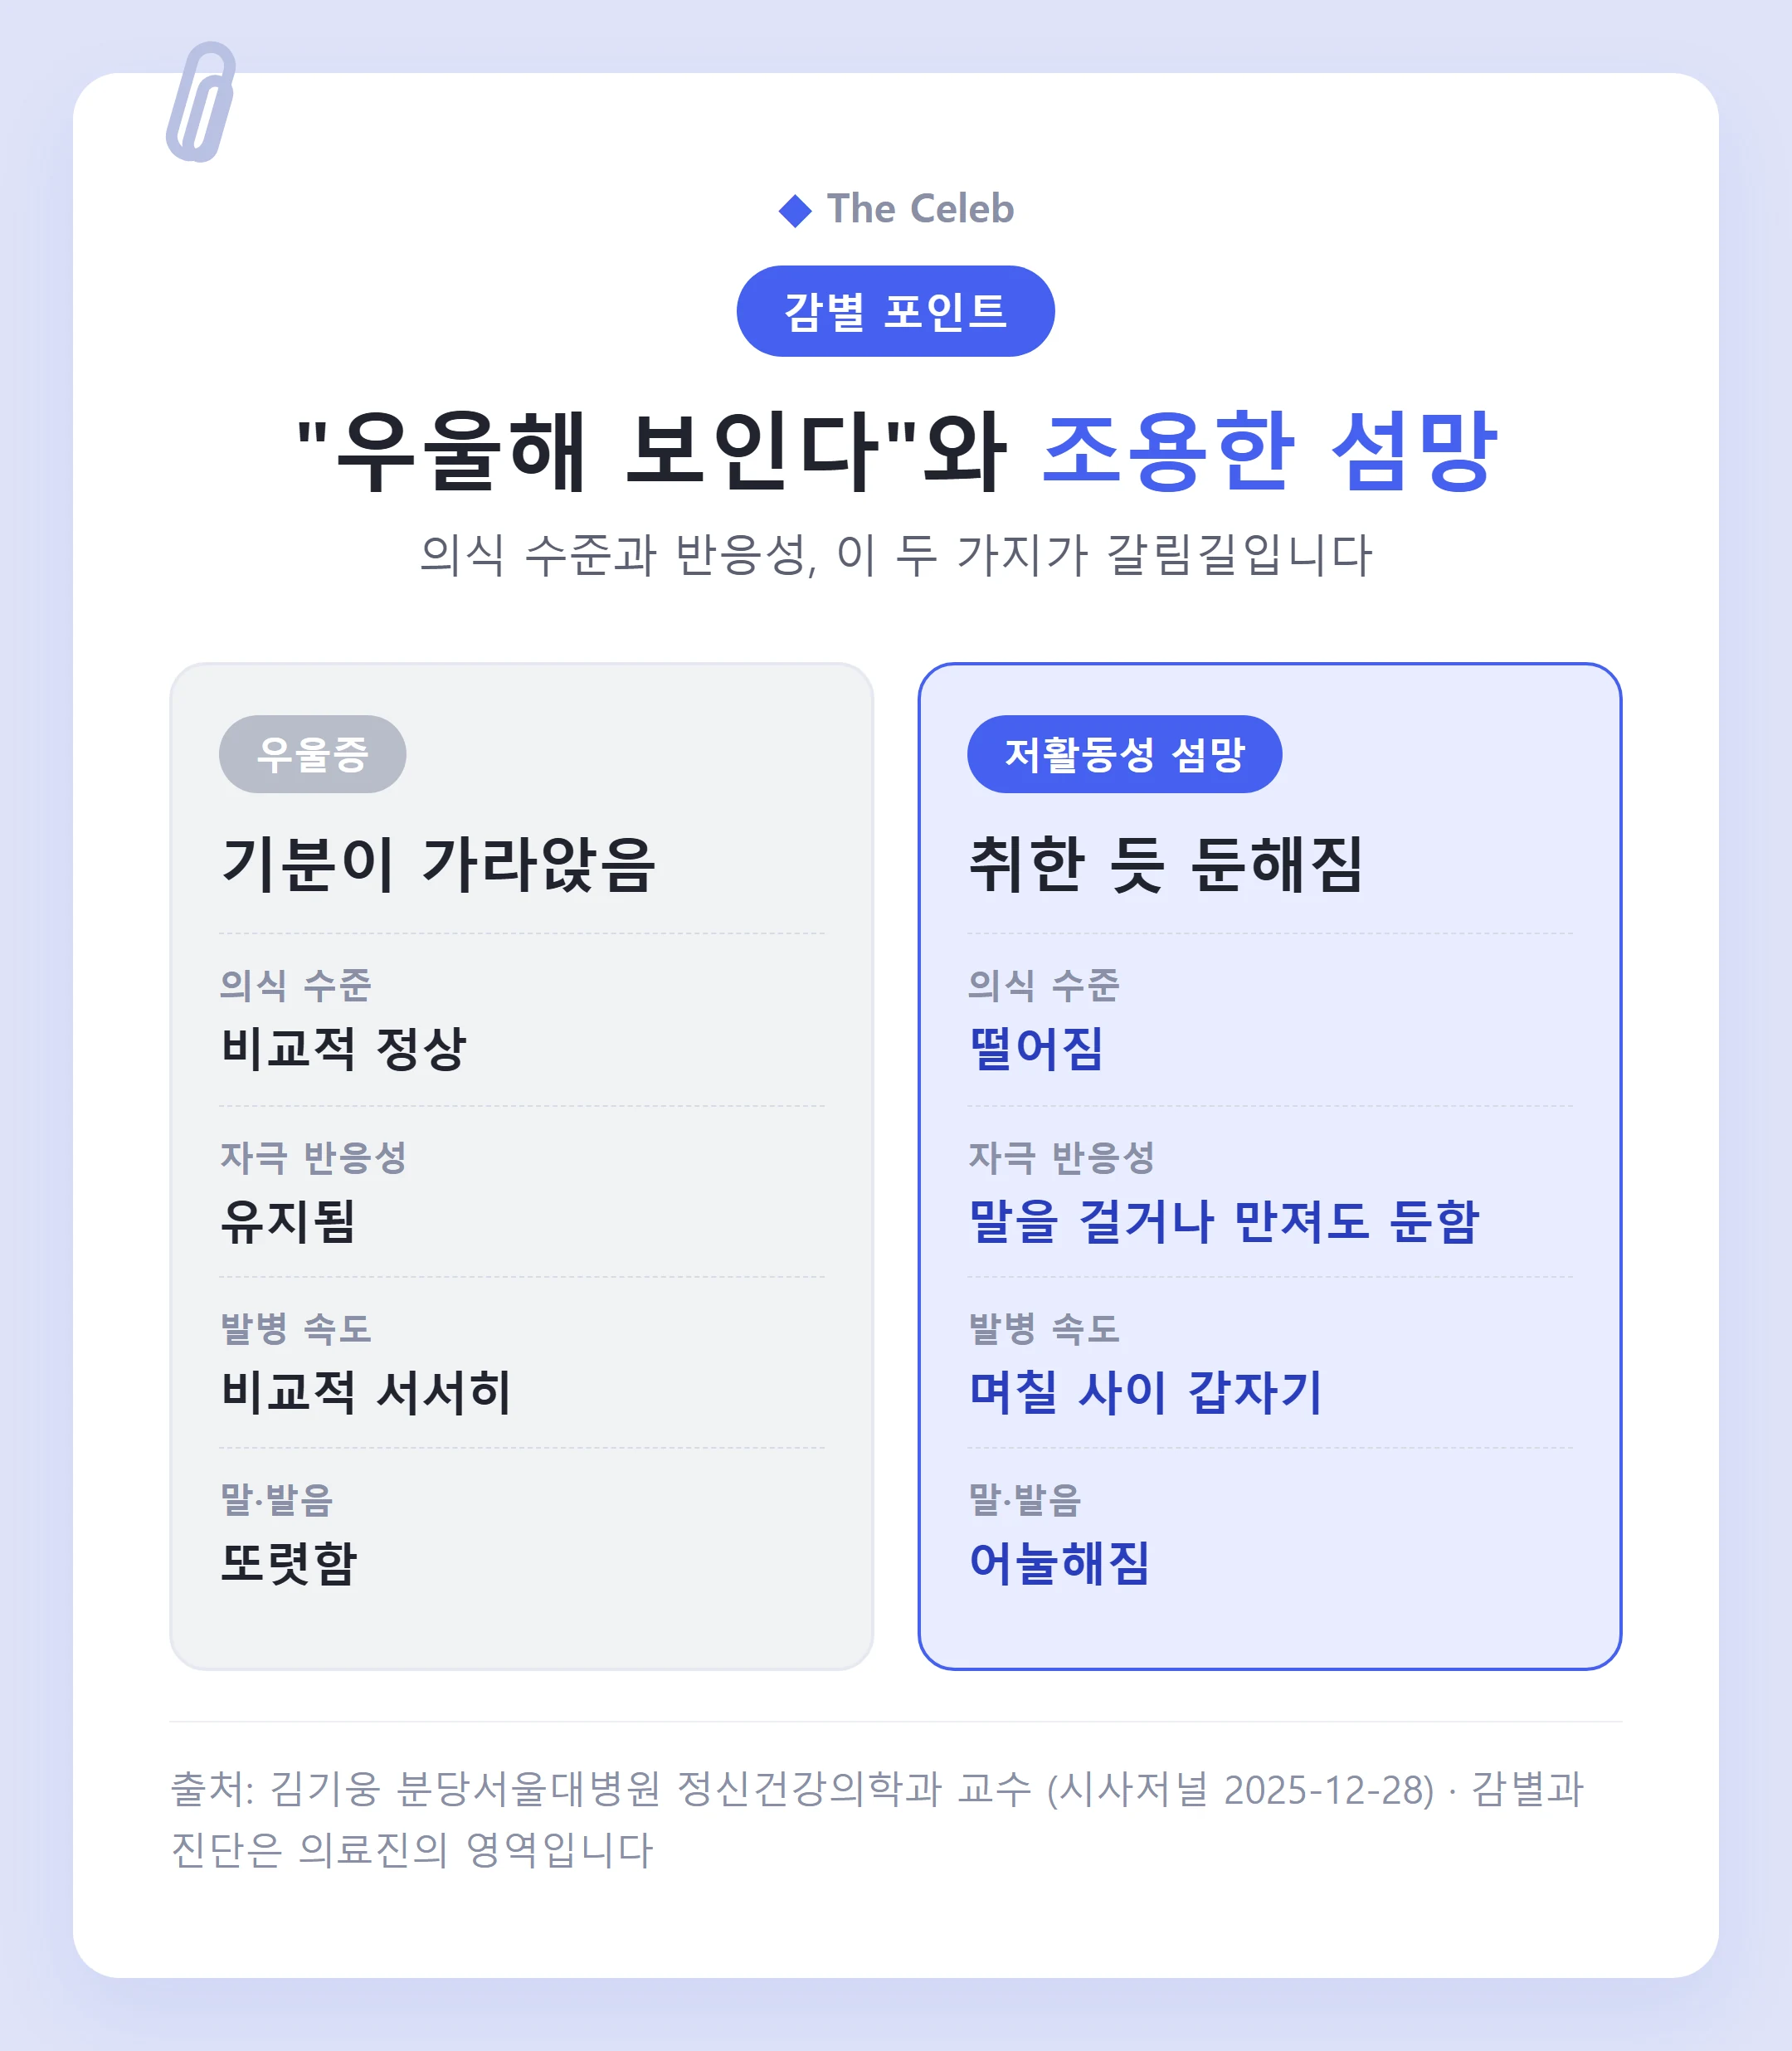 The Celeb
감별 포인트
"우울해 보인다"와 조용한 섬망
의식 수준과 반응성, 이 두 가지가 갈림길입니다
우울증
기분이 가라앉음
의식 수준
비교적 정상
자극 반응성
유지됨
발병 속도
비교적 서서히
말·발음
또렷함
저활동성 섬망
취한 듯 둔해짐
의식 수준
떨어짐
자극 반응성
말을 걸거나 만져도 둔함
발병 속도
며칠 사이 갑자기
말·발음
어눌해짐
출처: 김기웅 분당서울대병원 정신건강의학과 교수 (시사저널 2025-12-28) · 감별과
진단은 의료진의 영역입니다